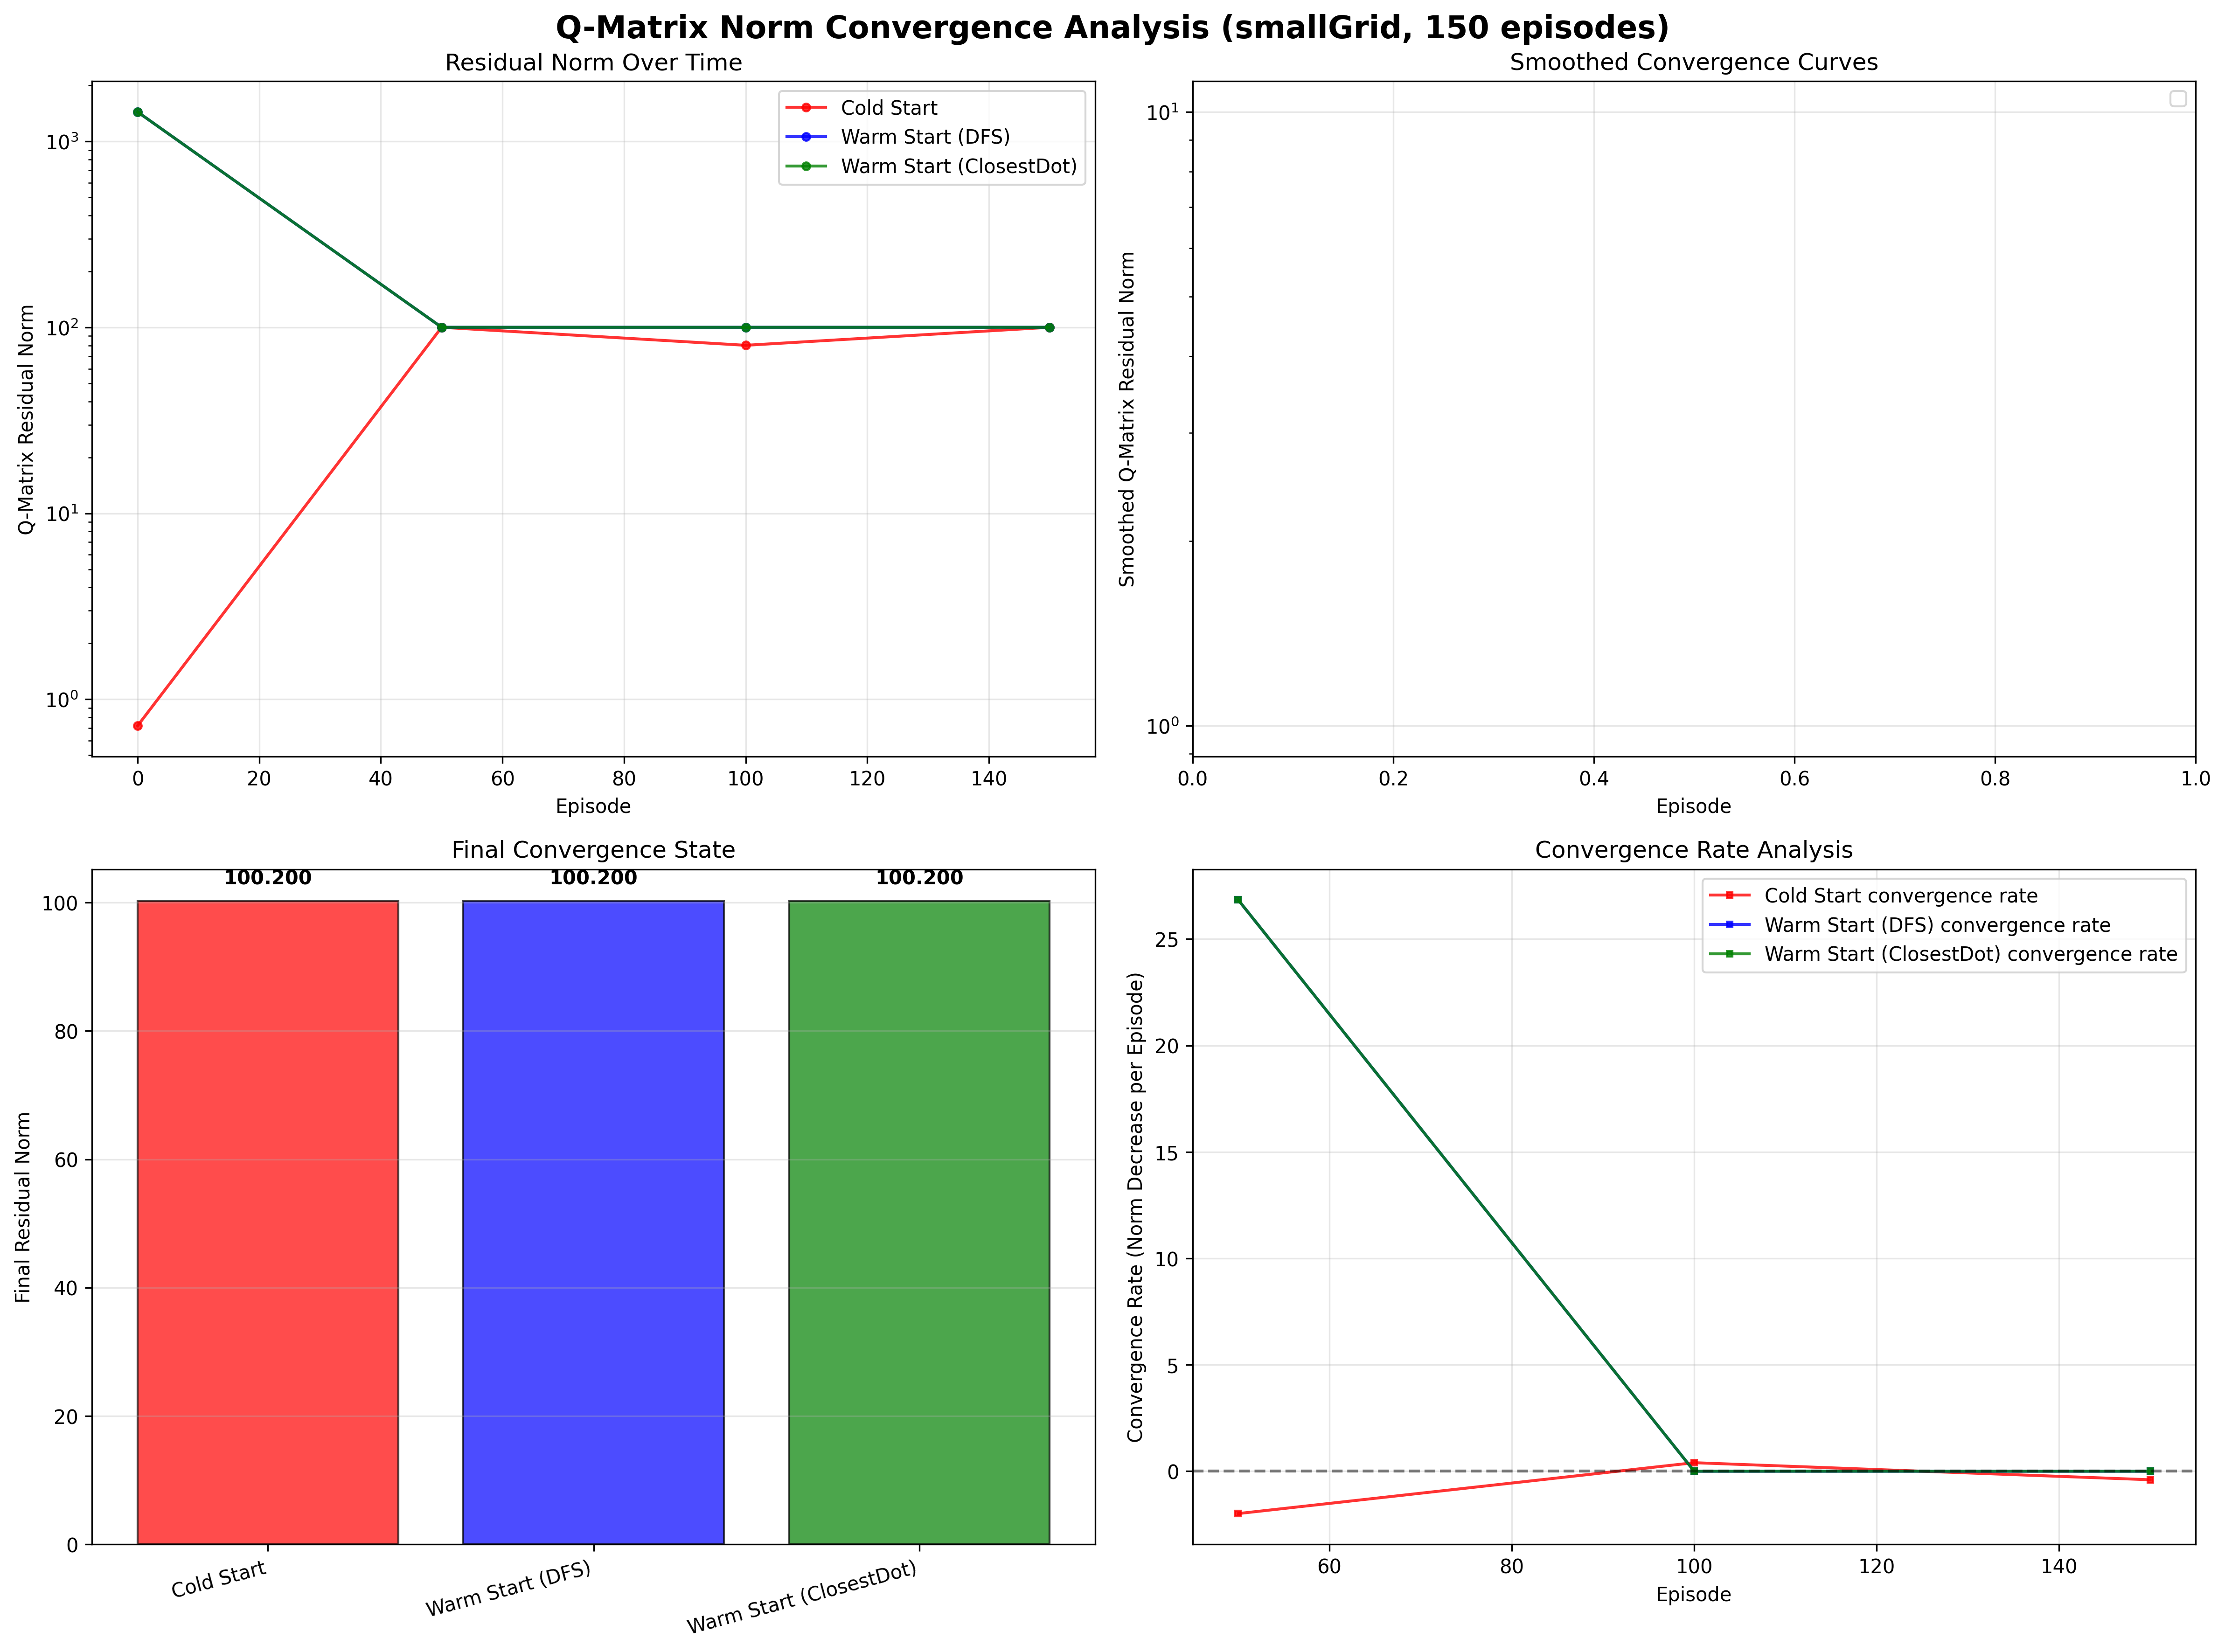 Q-Matrix Norm Convergence Analysis (smallGrid, 150 episodes)
Residual Norm Over Time
Q-Matrix Residual Norm
10³
10²
10¹
10⁰
Cold Start
Warm Start (DFS)
Warm Start (ClosestDot)
0 20 40 60 80 100 120 140
Episode
Smoothed Convergence Curves
Smoothed Q-Matrix Residual Norm
10¹
10⁰
0.0 0.2 0.4 0.6 0.8 1.0
Episode
Final Convergence State
Final Residual Norm
100
80
60
40
20
0
100.200 100.200 100.200
Cold Start
Warm Start (DFS)
Warm Start (ClosestDot)
Convergence Rate Analysis
Convergence Rate (Norm Decrease per Episode)
25
20
15
10
5
0
Cold Start convergence rate
Warm Start (DFS) convergence rate
Warm Start (ClosestDot) convergence rate
60 80 100 120 140
Episode